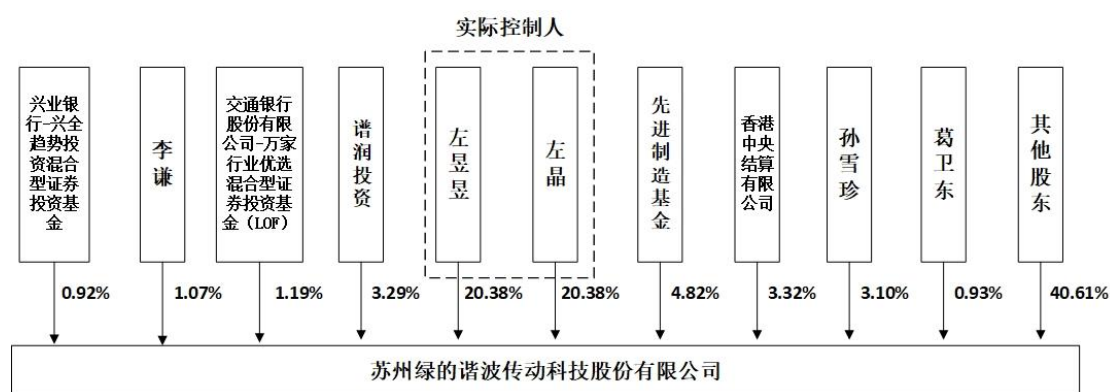 实际控制人
兴业银
行-兴全
趋势投
资混合
型证券
投资基
金
李谦
交通银行
股份有限
公司-万家
行业优选
混合型证
券投资基
金（LOF）
谱润投资
左昱昱
左晶
先进制造基金
香港
中央
结算
有限
公司
孙雪珍
葛卫东
其他股东
0.92%
1.07%
1.19%
3.29%
20.38%
20.38%
4.82%
3.32%
3.10%
0.93%
40.61%
苏州绿的谐波传动科技股份有限公司